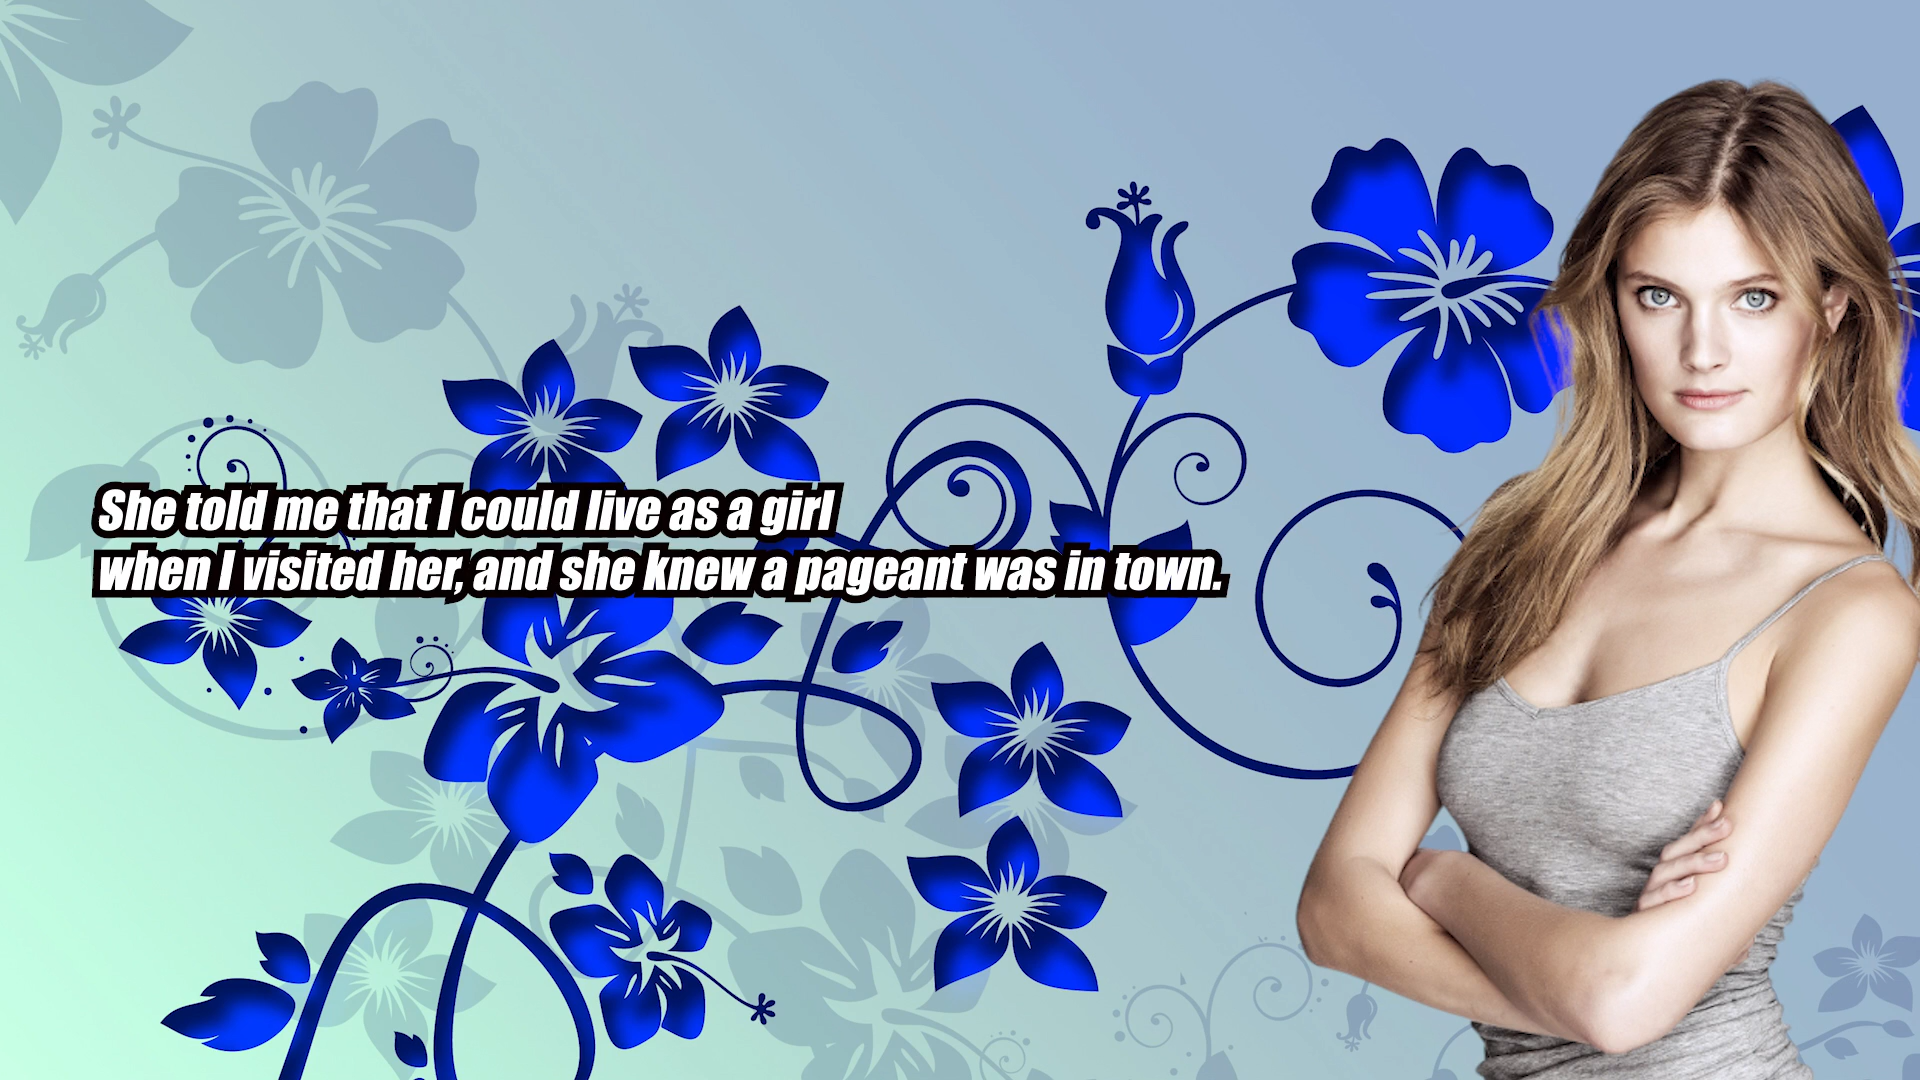 She told me that I could live as a girl
when I visited her, and she knew a pageant was in town.